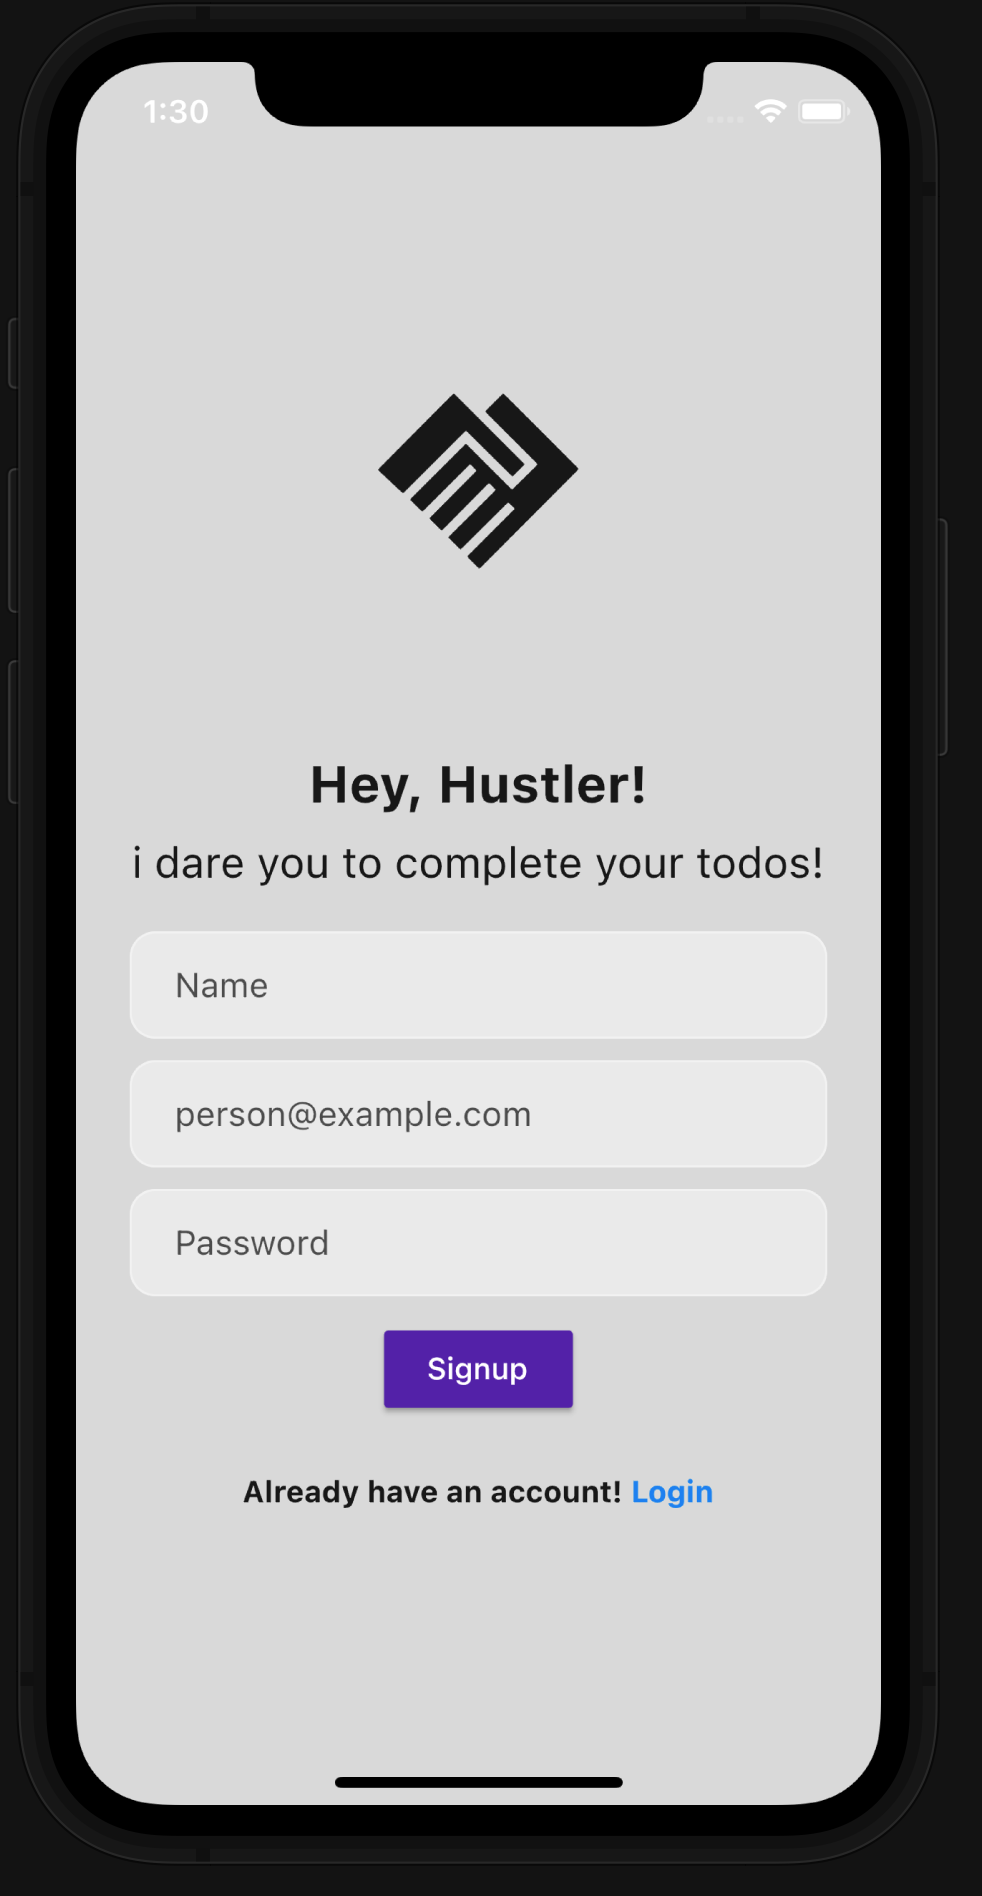 1:30
Hey, Hustler!
i dare you to complete your todos!
Name
person@example.com
Password
Signup
Already have an account! Login